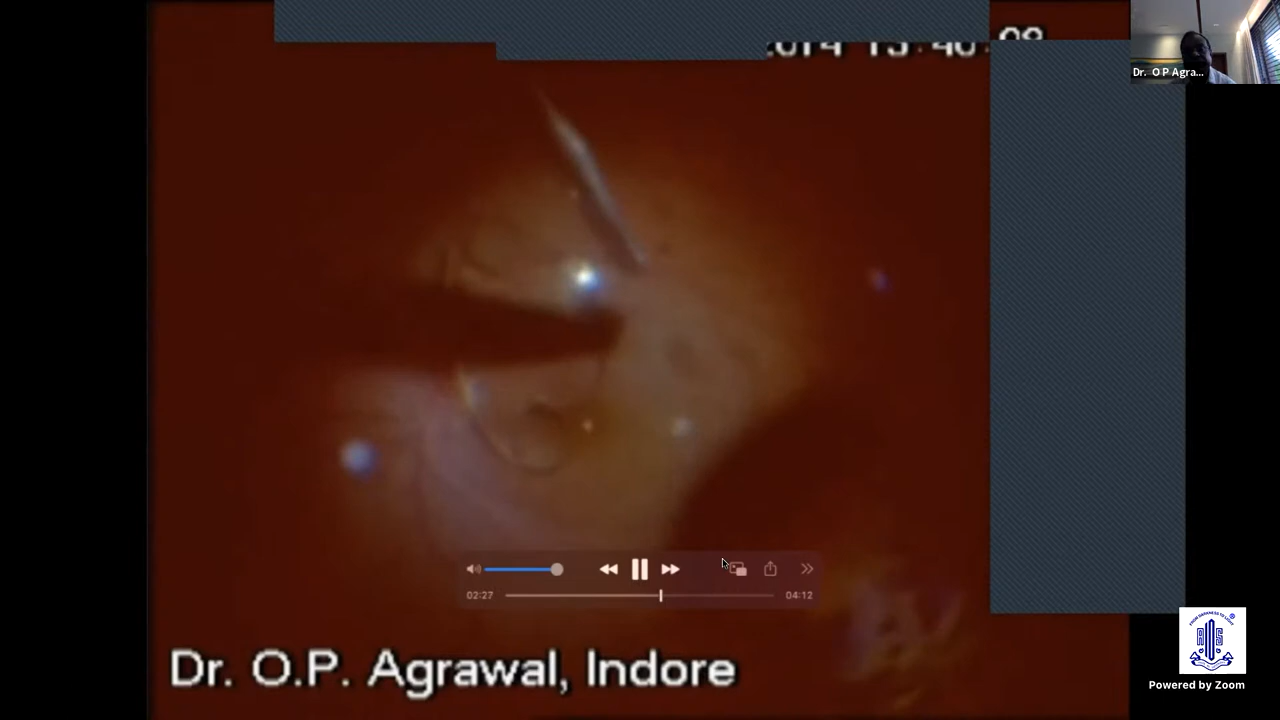 Dr. O P Agra...
02:27
04:12
Dr. O.P. Agrawal, Indore
Powered by Zoom